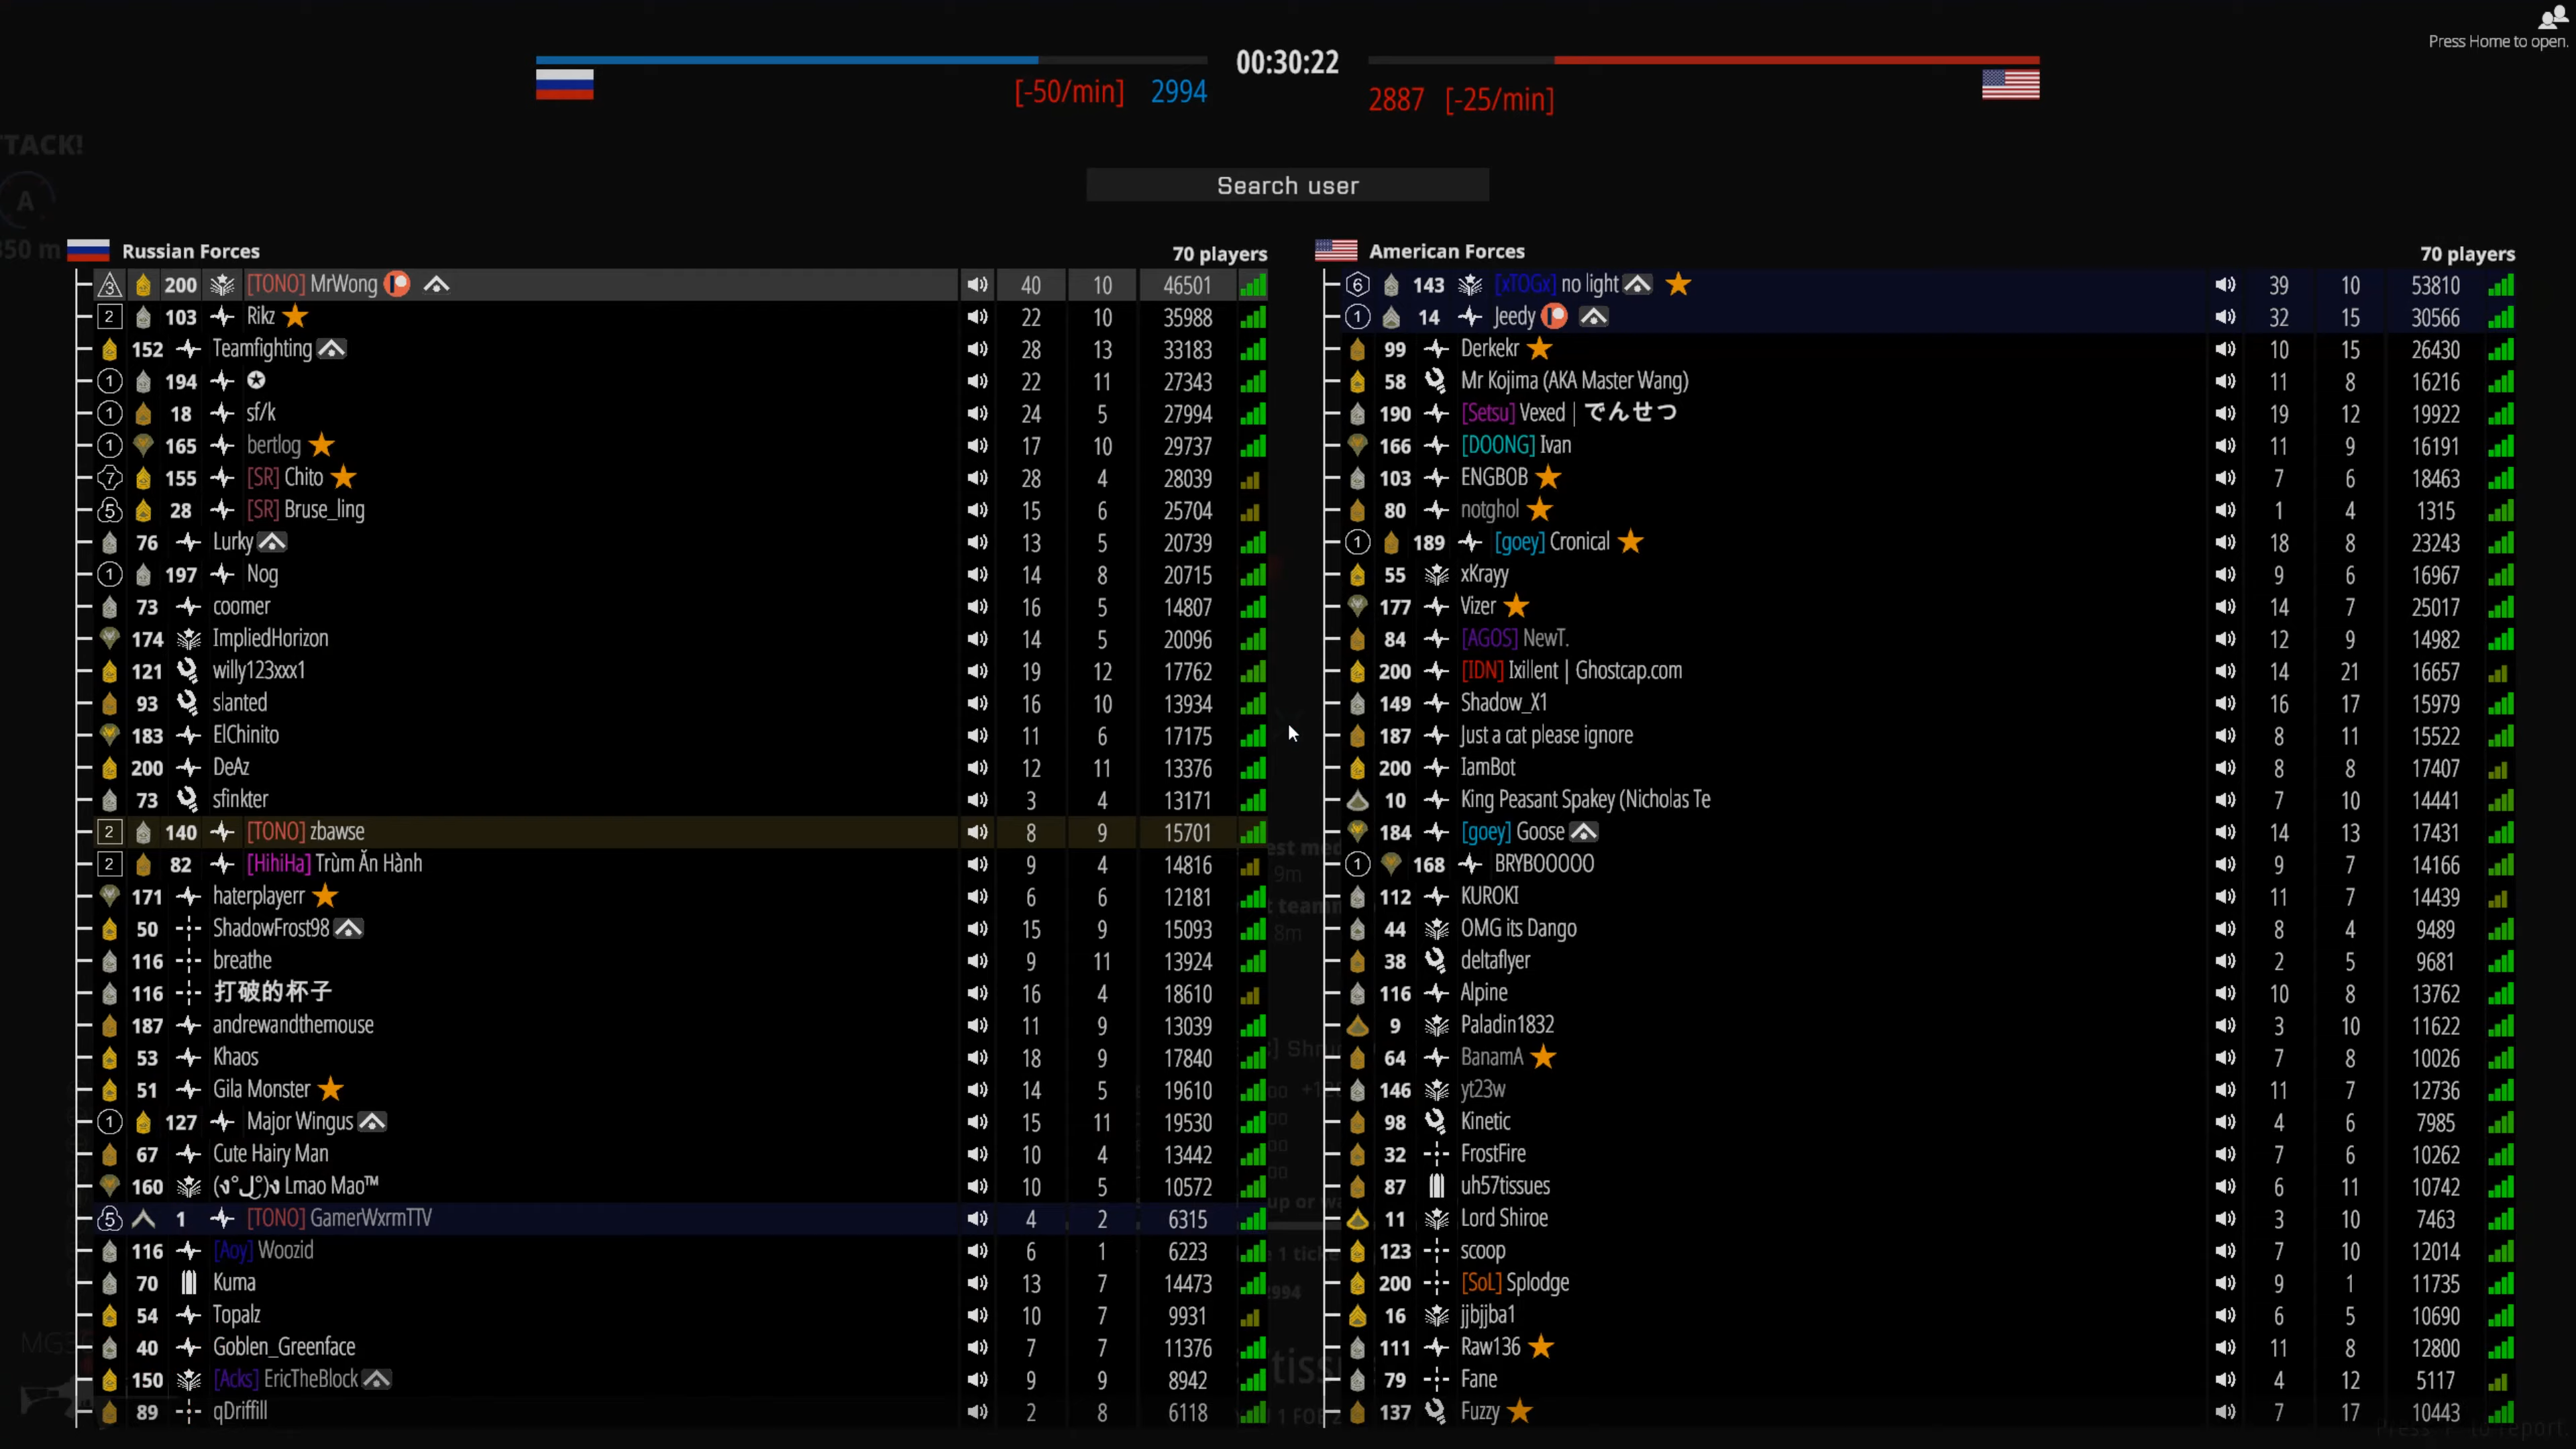 Press Home to open.
00:30:22
[-50/min] 2994
2887 [-25/min]
TTACK!
A
Search user
350 m
Russian Forces 70 players
3 200 [TONO] MrWong 40 10 46501
2 103 Rikz 22 10 35988
152 Teamfighting 28 13 33183
1 194 22 11 27343
1 18 sf/k 24 5 27994
1 165 bertlog 17 10 29737
7 155 [SR] Chito 28 4 28039
5 28 [SR] Bruse_ling 15 6 25704
76 Lurky 13 5 20739
1 197 Nog 14 8 20715
73 coomer 16 5 14807
174 ImpliedHorizon 14 5 20096
121 willy123xxx1 19 12 17762
93 slanted 16 10 13934
183 ElChinito 11 6 17175
200 DeAz 12 11 13376
73 sfinkter 3 4 13171
2 140 [TONO] zbawse 8 9 15701
2 82 [HihiHa] Trùm Ăn Hành 9 4 14816
171 haterplayerr 6 6 12181
50 ShadowFrost98 15 9 15093
116 breathe 9 11 13924
116 打破的杯子 16 4 18610
187 andrewandthemouse 11 9 13039
53 Khaos 18 9 17840
51 Gila Monster 14 5 19610
1 127 Major Wingus 15 11 19530
67 Cute Hairy Man 10 4 13442
160 (ง°ل͜°)ง Lmao Mao™ 10 5 10572
5 1 [TONO] GamerWxrmTTV 4 2 6315
116 [Aoy] Woozid 6 1 6223
70 Kuma 13 7 14473
54 Topalz 10 7 9931
40 Goblen_Greenface 7 7 11376
150 [Acks] EricTheBlock 9 9 8942
89 qDriffill 2 8 6118
American Forces 70 players
6 143 [xTOGx] no light 39 10 53810
1 14 Jeedy 32 15 30566
99 Derkekr 10 15 26430
58 Mr Kojima (AKA Master Wang) 11 8 16216
190 [Setsu] Vexed | でんせつ 19 12 19922
166 [DOONG] Ivan 11 9 16191
103 ENGBOB 7 6 18463
80 notghol 1 4 1315
1 189 [goey] Cronical 18 8 23243
55 xKrayy 9 6 16967
177 Vizer 14 7 25017
84 [AGOS] NewT. 12 9 14982
200 [IDN] Ixillent | Ghostcap.com 14 21 16657
149 Shadow_X1 16 17 15979
187 Just a cat please ignore 8 11 15522
200 IamBot 8 8 17407
10 King Peasant Spakey (Nicholas Te 7 10 14441
184 [goey] Goose 14 13 17431
1 168 BRYBOOOOO 9 7 14166
112 KUROKI 11 7 14439
44 OMG its Dango 8 4 9489
38 deltaflyer 2 5 9681
116 Alpine 10 8 13762
9 Paladin1832 3 10 11622
64 BanamA 7 8 10026
146 yt23w 11 7 12736
98 Kinetic 4 6 7985
32 FrostFire 7 6 10262
87 uh57tissues 6 11 10742
11 Lord Shiroe 3 10 7463
123 scoop 7 10 12014
200 [SoL] Splodge 9 1 11735
16 jjbjjba1 6 5 10690
111 Raw136 11 8 12800
79 Fane 4 12 5117
137 Fuzzy 7 17 10443